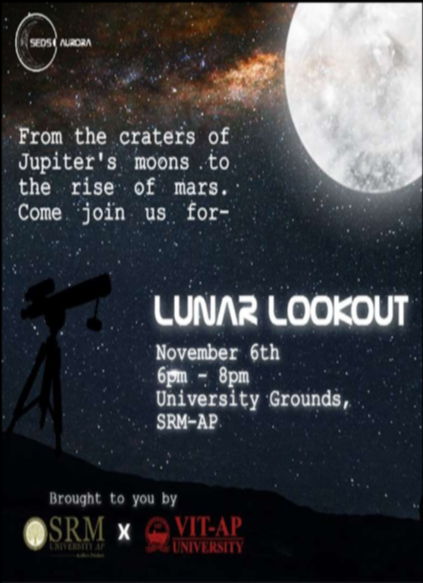 SEDS AURORA
From the craters of
Jupiter's moons to
the rise of mars.
Come join us for-
LUNAR LOOKOUT
November 6th
6pm - 8pm
University Grounds,
SRM-AP
Brought to you by
SRM
UNIVERSITY AP
X
VIT-AP
UNIVERSITY